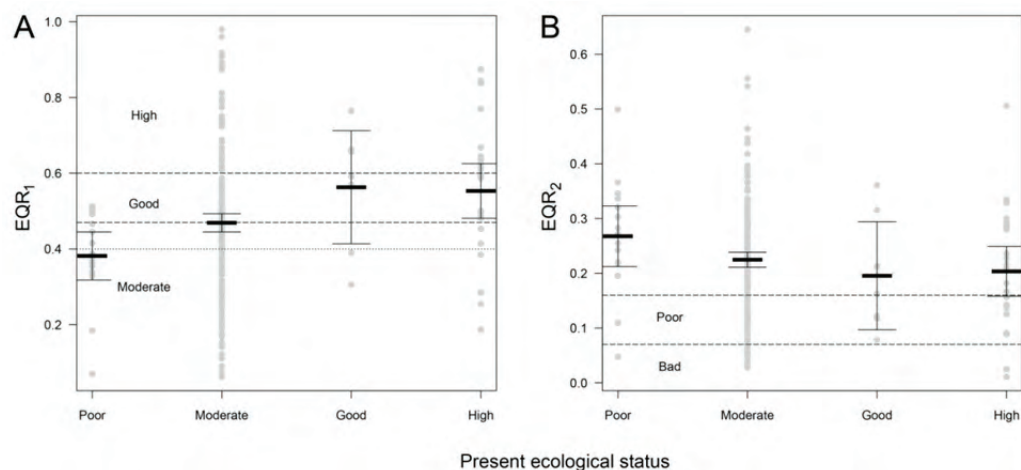 A
EQR1
1.0
0.8
0.6
0.4
0.2
High
Good
Moderate
Poor Moderate Good High
B
EQR2
0.6
0.5
0.4
0.3
0.2
0.1
0.0
Poor
Bad
Poor Moderate Good High
Present ecological status